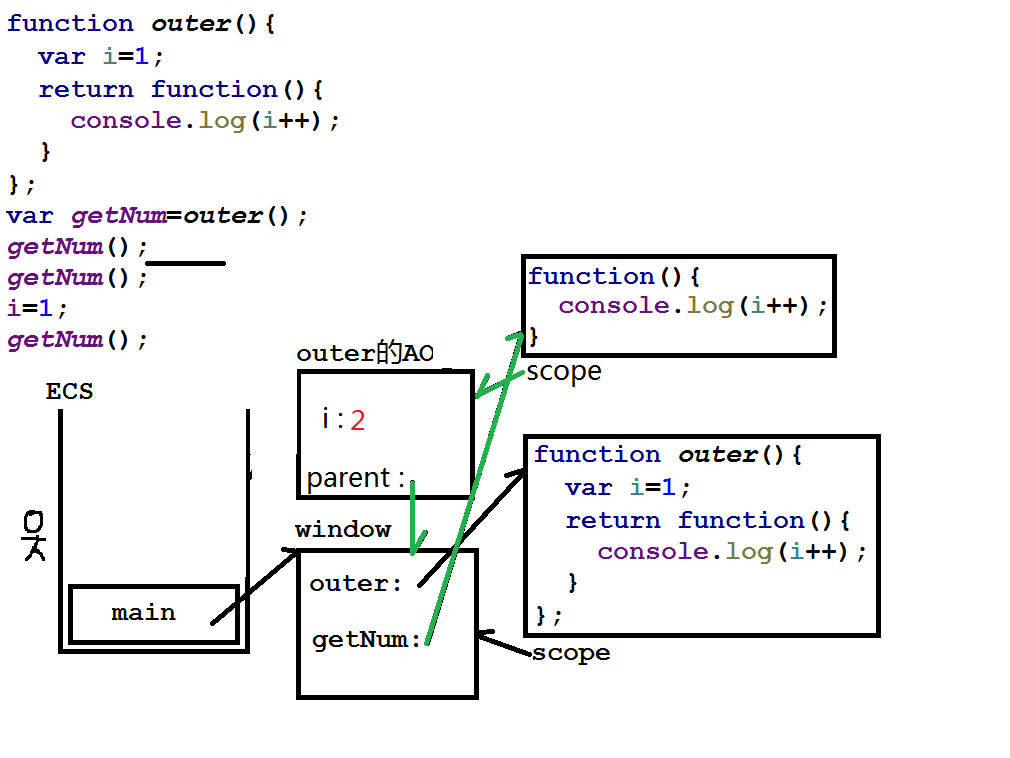 function outer(){
var i=1;
return function(){
console.log(i++);
}
};
var getNum=outer();
getNum();
getNum();
i=1;
getNum();
function(){
console.log(i++);
}
scope
outer的AO
i : 2
parent :
ECS
main
window
outer:
getNum:
function outer(){
var i=1;
return function(){
console.log(i++);
}
};
scope